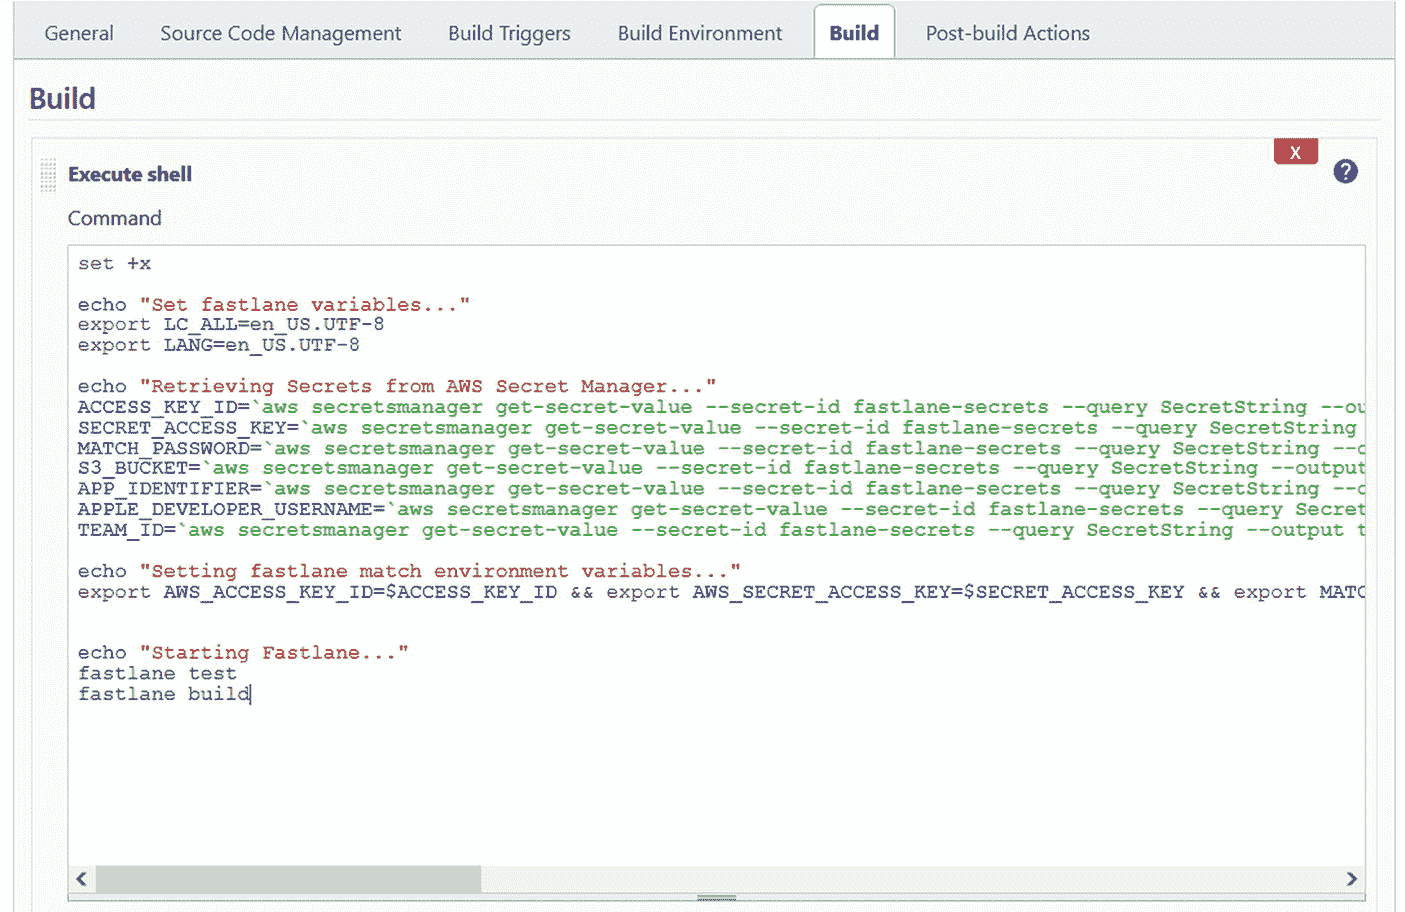 General Source Code Management Build Triggers Build Environment Build Post-build Actions
Build
X
Execute shell
?
Command
set +x
echo "Set fastlane variables..."
export LC_ALL=en_US.UTF-8
export LANG=en_US.UTF-8
echo "Retrieving Secrets from AWS Secret Manager..."
ACCESS_KEY_ID=`aws secretsmanager get-secret-value --secret-id fastlane-secrets --query SecretString --ou
SECRET_ACCESS_KEY=`aws secretsmanager get-secret-value --secret-id fastlane-secrets --query SecretString
MATCH_PASSWORD=`aws secretsmanager get-secret-value --secret-id fastlane-secrets --query SecretString --o
S3_BUCKET=`aws secretsmanager get-secret-value --secret-id fastlane-secrets --query SecretString --output
APP_IDENTIFIER=`aws secretsmanager get-secret-value --secret-id fastlane-secrets --query SecretString --o
APPLE_DEVELOPER_USERNAME=`aws secretsmanager get-secret-value --secret-id fastlane-secrets --query Secret
TEAM_ID=`aws secretsmanager get-secret-value --secret-id fastlane-secrets --query SecretString --output t
echo "Setting fastlane match environment variables..."
export AWS_ACCESS_KEY_ID=$ACCESS_KEY_ID && export AWS_SECRET_ACCESS_KEY=$SECRET_ACCESS_KEY && export MATC
echo "Starting Fastlane..."
fastlane test
fastlane build